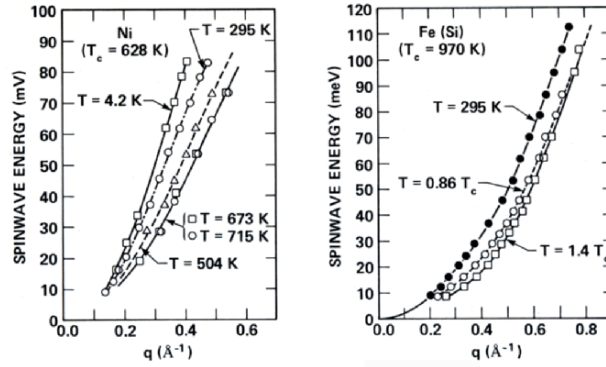 Ni
(Tc = 628 K)
T = 295 K
T = 4.2 K
T = 673 K
T = 715 K
T = 504 K
SPINWAVE ENERGY (mV)
100
90
80
70
60
50
40
30
20
10
0
0.0
0.2
0.4
0.6
q (Å⁻¹)
Fe (Si)
(Tc = 970 K)
T = 295 K
T = 0.86 Tc
T = 1.4 T
SPINWAVE ENERGY (meV)
120
110
100
90
80
70
60
50
40
30
20
10
0.0
0.2
0.4
0.6
0.8
q (Å⁻¹)